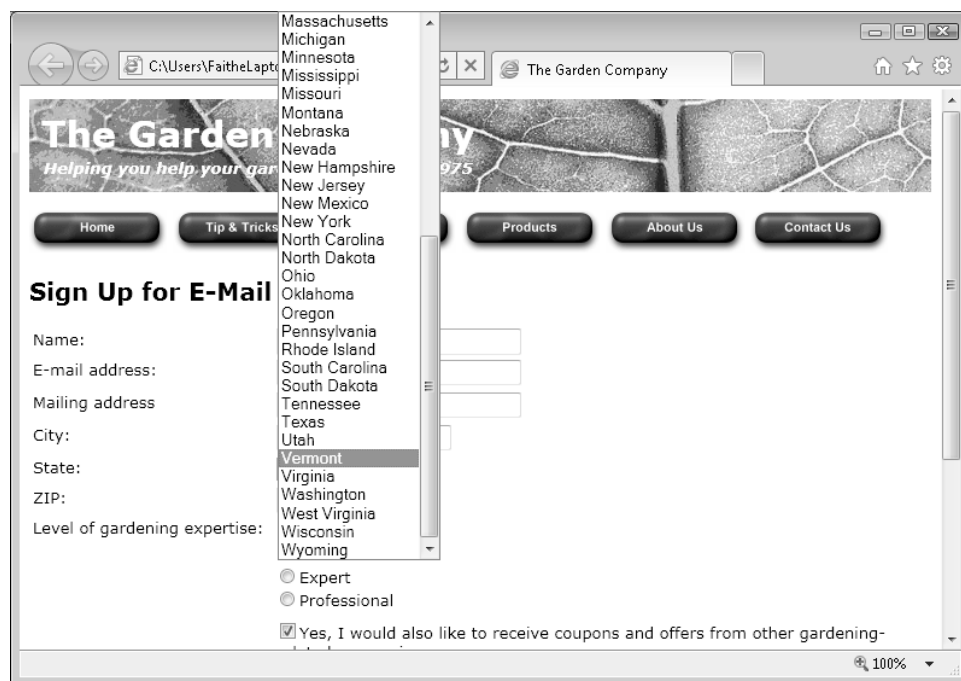 C:\Users\FaitheLapt
The Garden Company
The Garden
ny
Helping you help your gar
975
Home
Tip & Tricks
Products
About Us
Contact Us
Sign Up for E-Mail
Name:
E-mail address:
Mailing address
City:
State:
ZIP:
Level of gardening expertise:
Massachusetts
Michigan
Minnesota
Mississippi
Missouri
Montana
Nebraska
Nevada
New Hampshire
New Jersey
New Mexico
New York
North Carolina
North Dakota
Ohio
Oklahoma
Oregon
Pennsylvania
Rhode Island
South Carolina
South Dakota
Tennessee
Texas
Utah
Vermont
Virginia
Washington
West Virginia
Wisconsin
Wyoming
Expert
Professional
Yes, I would also like to receive coupons and offers from other gardening-
100%